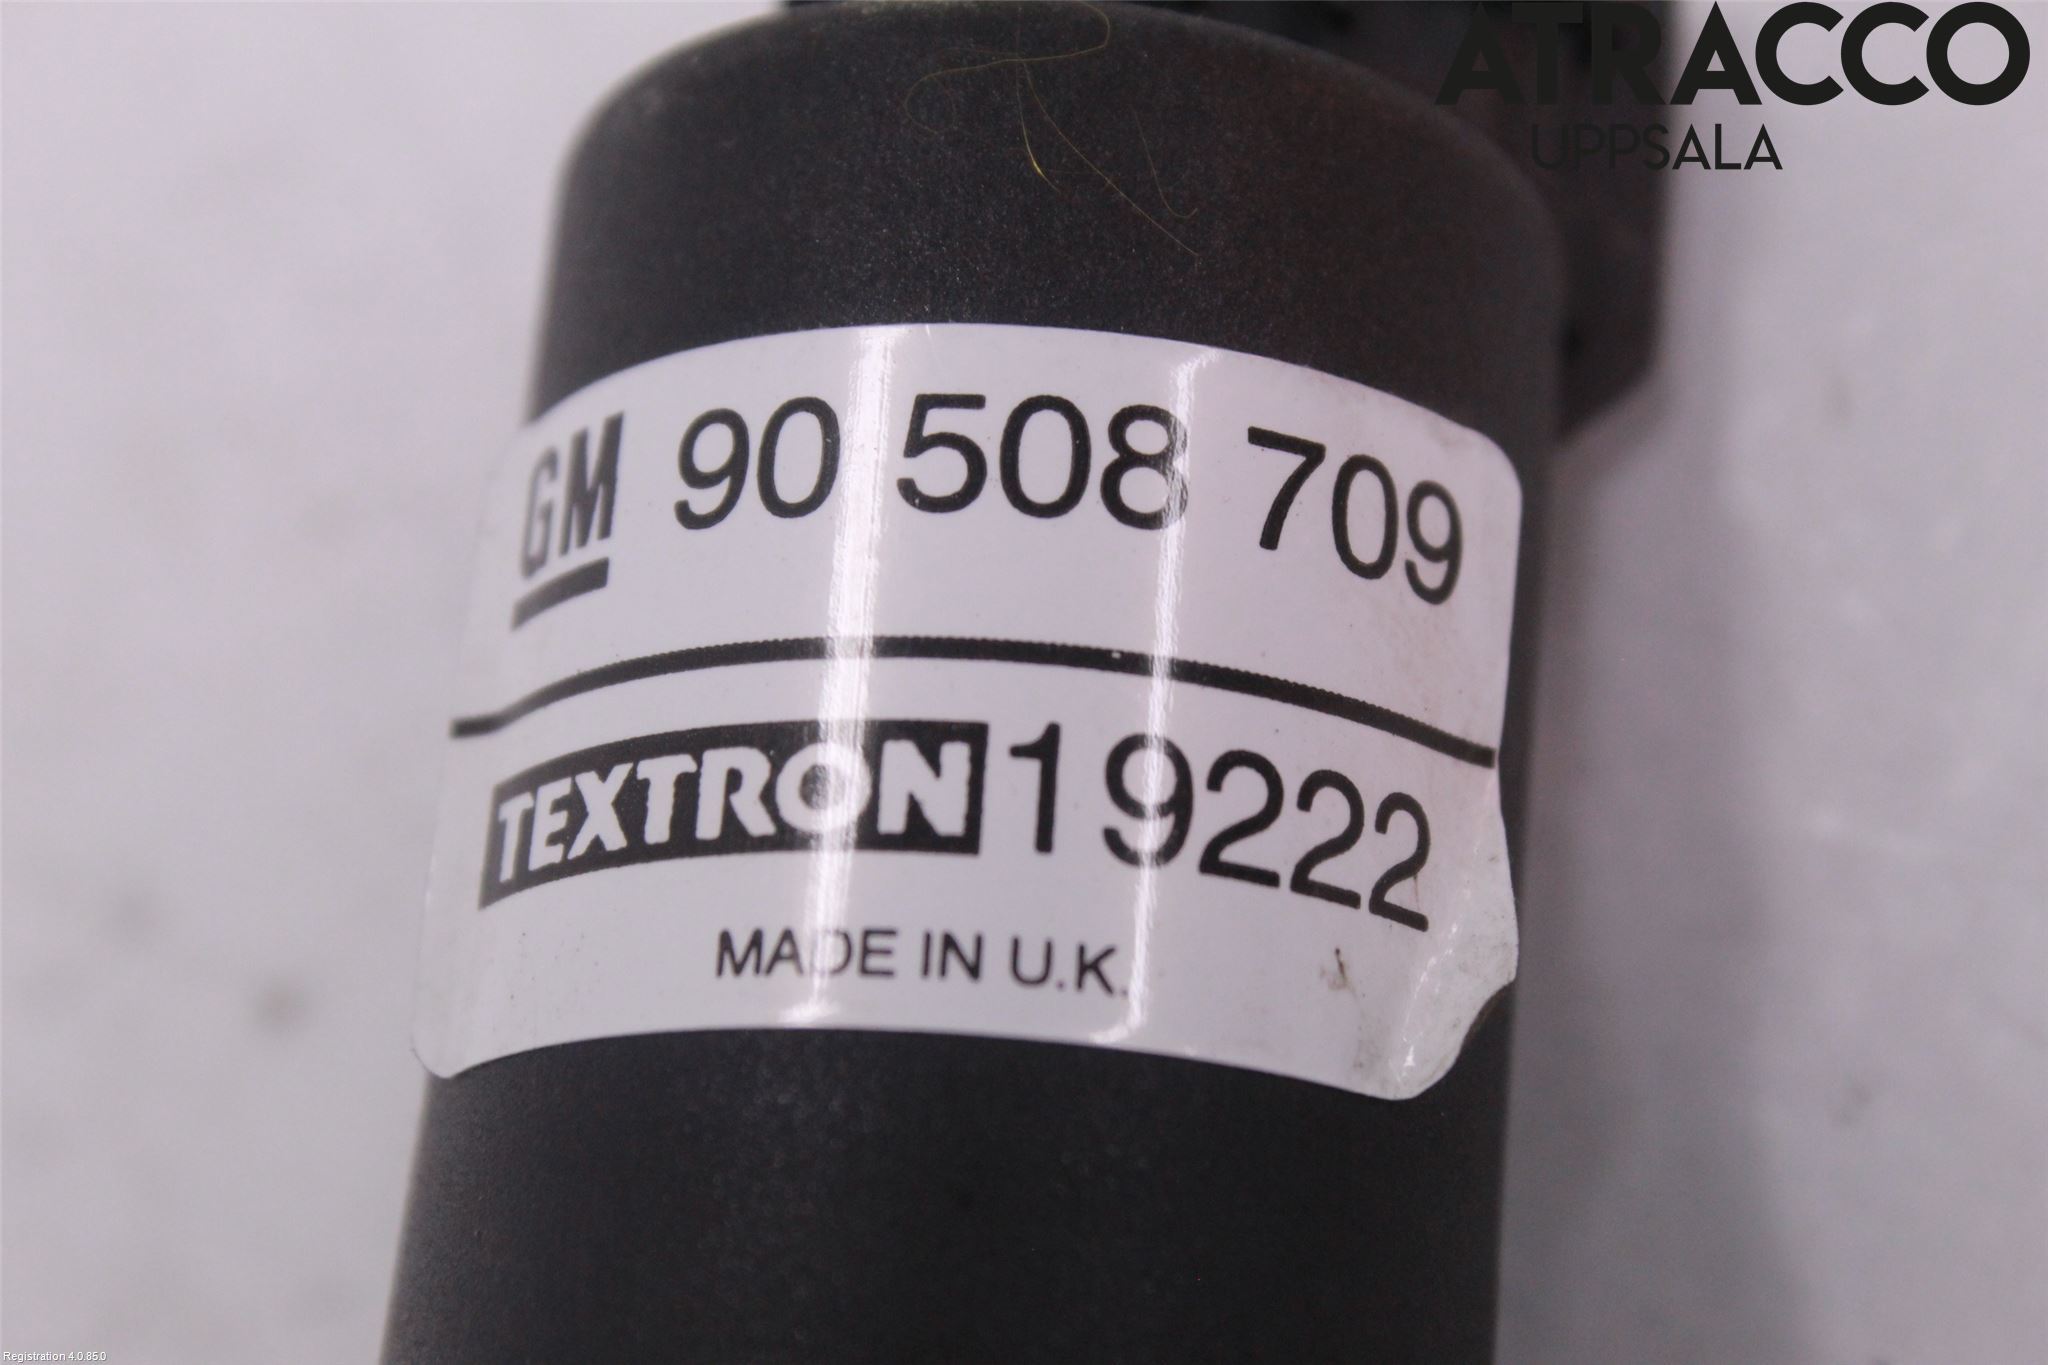 ATRACCO
UPPSALA
GM 90 508 709
TEXTRON 19222
MADE IN U.K.
Registration 4.0.85.0